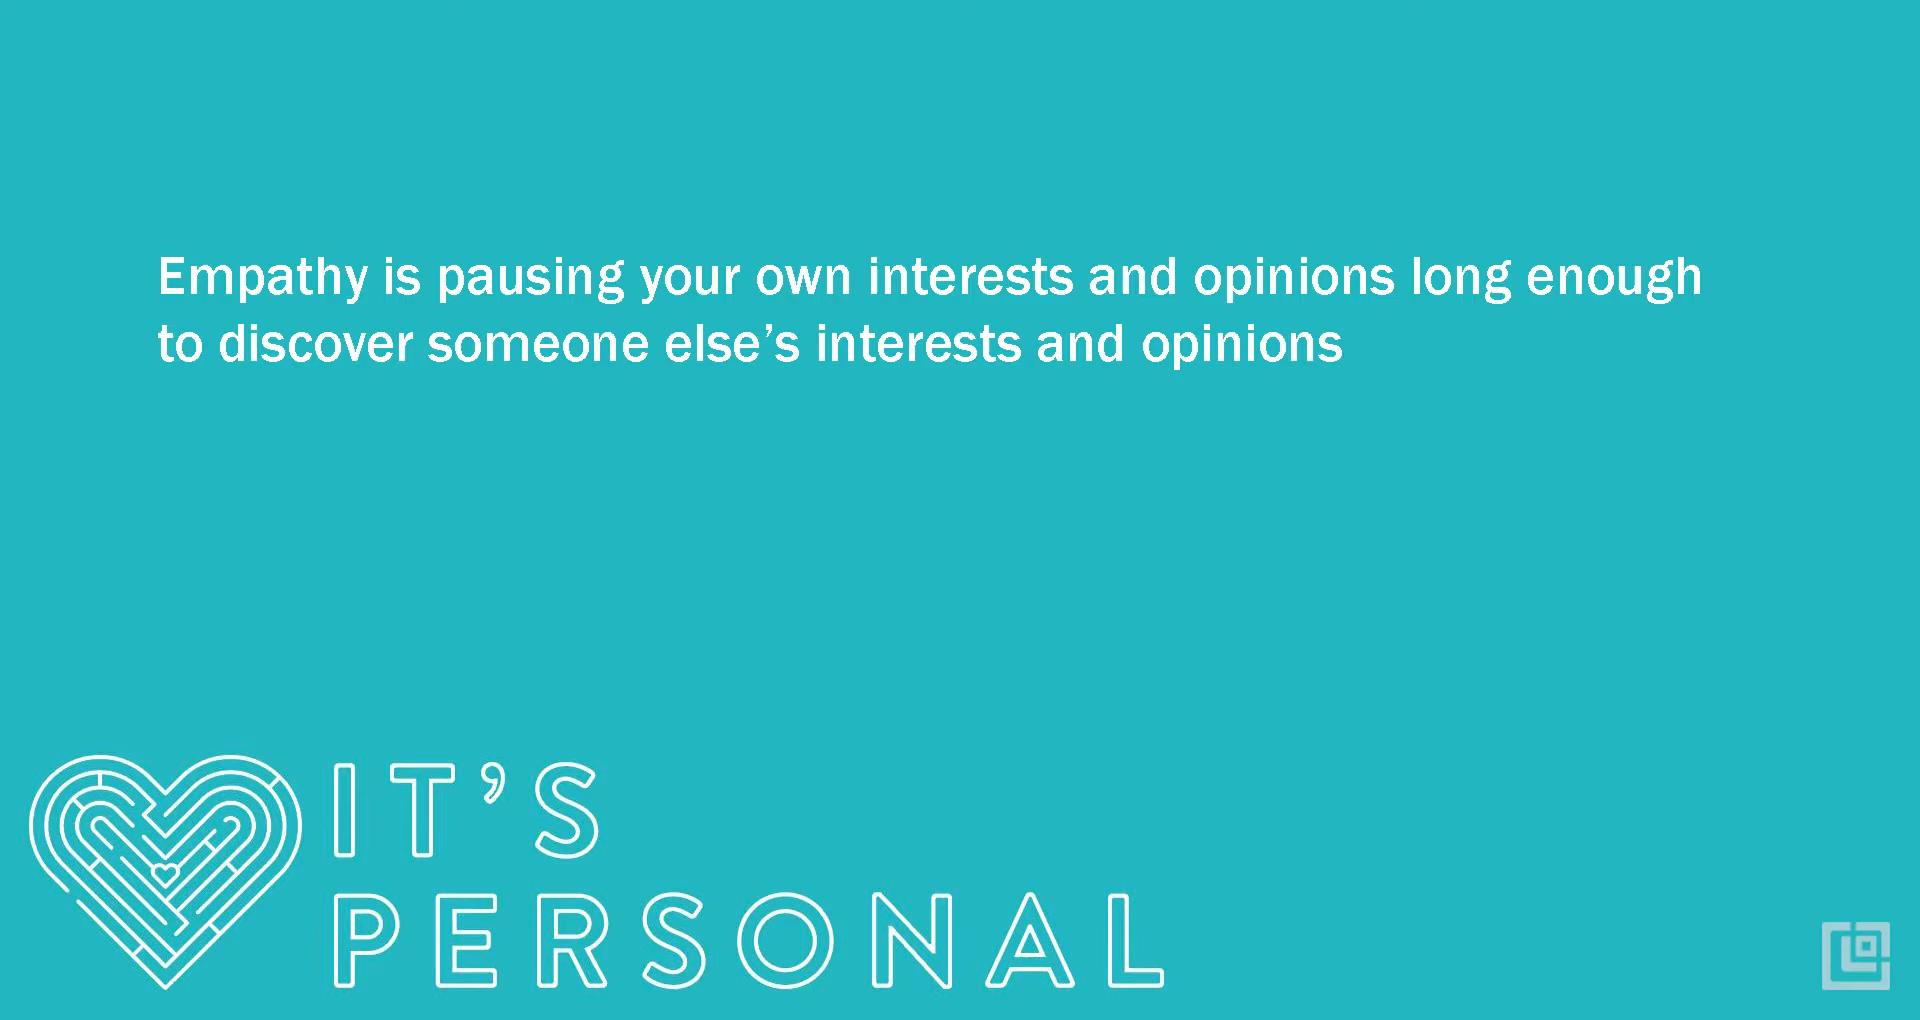 Empathy is pausing your own interests and opinions long enough
to discover someone else’s interests and opinions
IT’S
PERSONAL